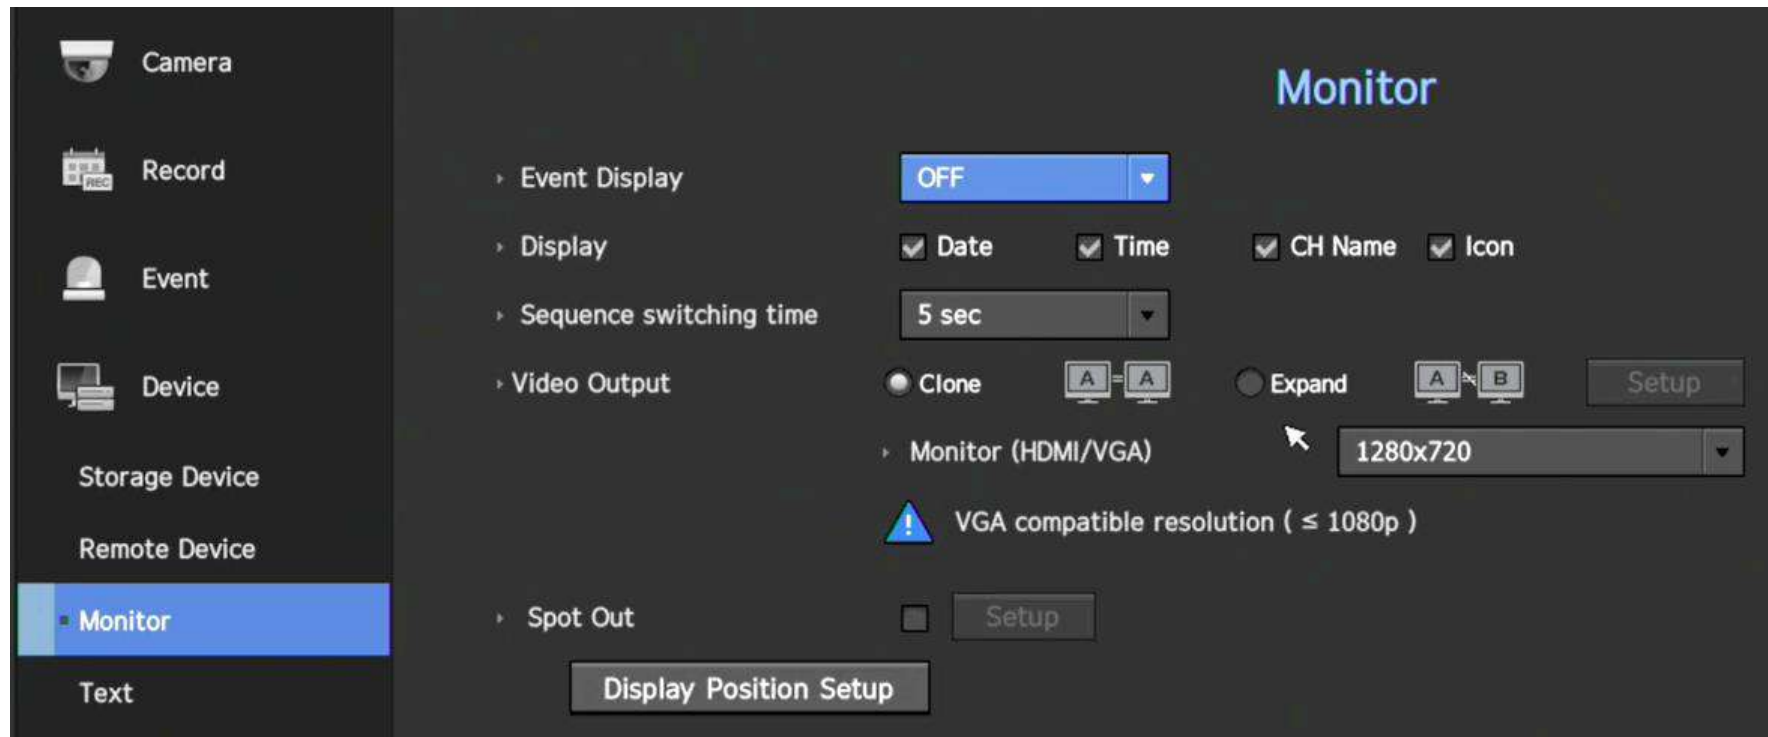 Camera
Record
REC
Event
Device
Storage Device
Remote Device
Monitor
Text
Monitor
Event Display OFF
Display Date Time CH Name Icon
Sequence switching time 5 sec
Video Output Clone A = A Expand A ≒ B Setup
Monitor (HDMI/VGA) 1280x720
! VGA compatible resolution ( ≤ 1080p )
Spot Out Setup
Display Position Setup